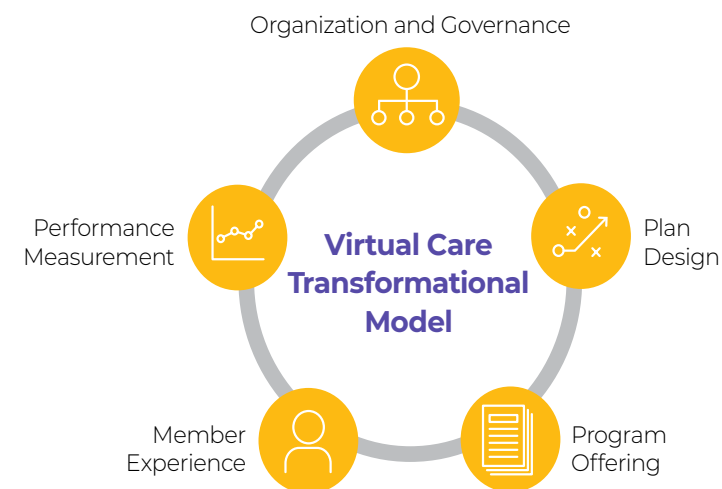 Organization and Governance
Performance
Measurement
Virtual Care
Transformational
Model
Plan
Design
Member
Experience
Program
Offering